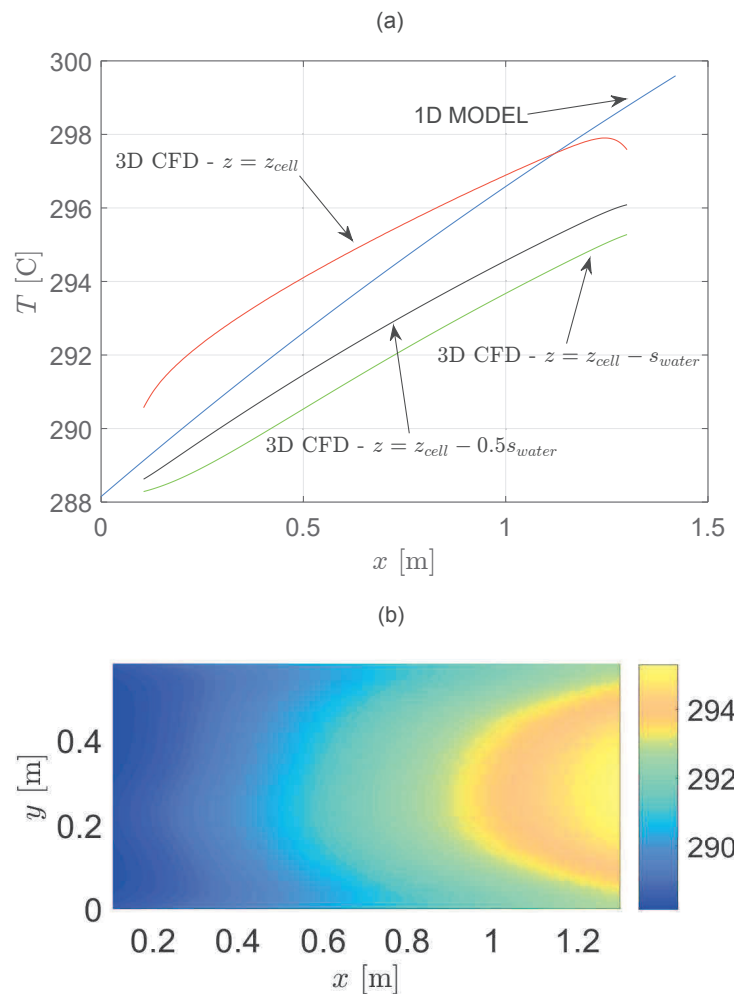 (a)
300
298
296
294
292
290
288
T [C]
1D MODEL
3D CFD - z = z_cell
3D CFD - z = z_cell − s_water
3D CFD - z = z_cell − 0.5s_water
0 0.5 1 1.5
x [m]
(b)
0.4
0.2
0
y [m]
294
292
290
0.2 0.4 0.6 0.8 1 1.2
x [m]